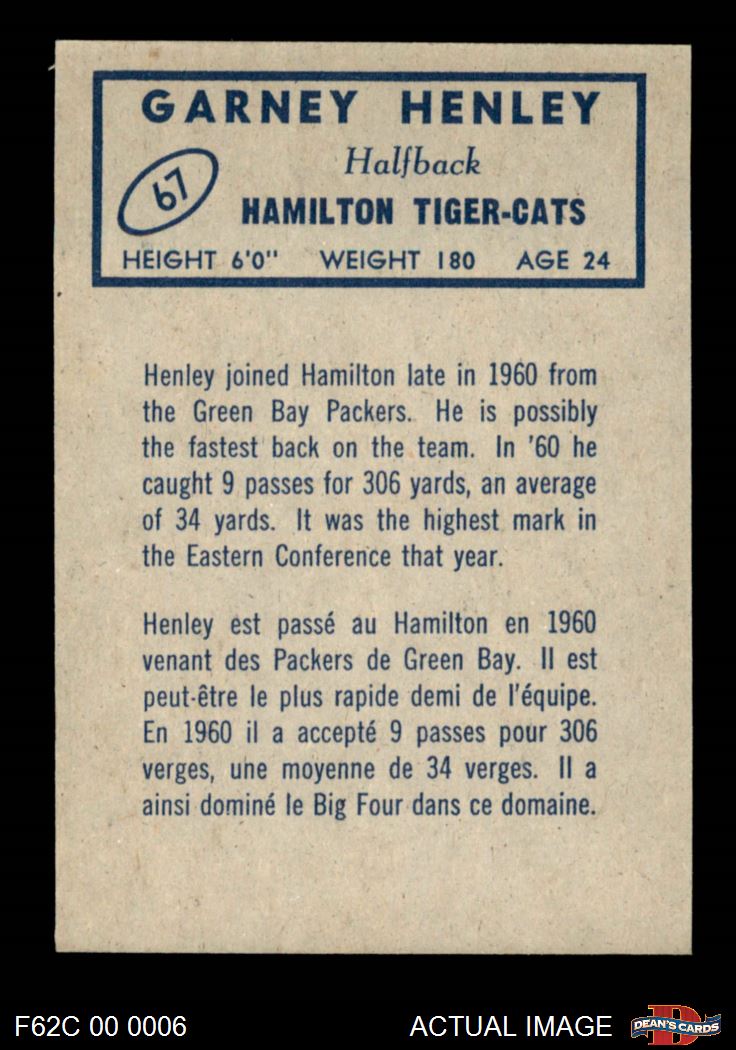 GARNEY HENLEY
Halfback
67
HAMILTON TIGER-CATS
HEIGHT 6'0" WEIGHT 180 AGE 24
Henley joined Hamilton late in 1960 from
the Green Bay Packers. He is possibly
the fastest back on the team. In '60 he
caught 9 passes for 306 yards, an average
of 34 yards. It was the highest mark in
the Eastern Conference that year.
Henley est passé au Hamilton en 1960
venant des Packers de Green Bay. Il est
peut-être le plus rapide demi de l'équipe.
En 1960 il a accepté 9 passes pour 306
verges, une moyenne de 34 verges. Il a
ainsi dominé le Big Four dans ce domaine.
F62C 00 0006
ACTUAL IMAGE
D
DEAN'S CARDS